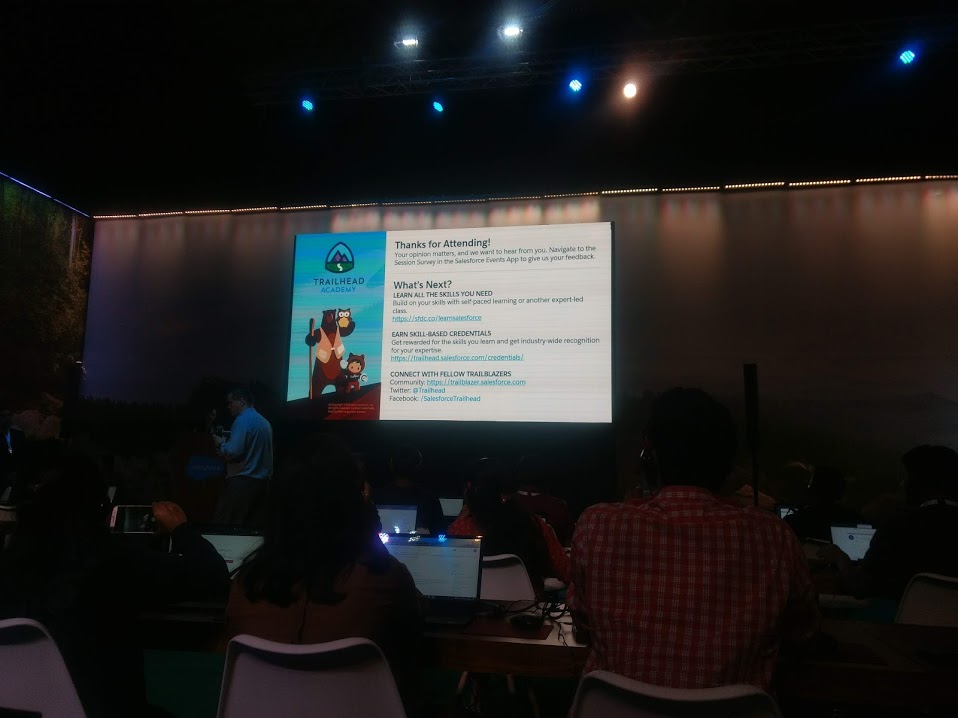 TRAILHEAD
ACADEMY
Thanks for Attending!
Your opinion matters, and we want to hear from you. Navigate to the
Session Survey in the Salesforce Events App to give us your feedback.
What's Next?
LEARN ALL THE SKILLS YOU NEED
Build on your skills with self paced learning or another expert-led
class.
https://sfdc.co/learnsalesforce
EARN SKILL-BASED CREDENTIALS
Get rewarded for the skills you learn and get industry-wide recognition
for your expertise.
https://trailhead.salesforce.com/credentials/
CONNECT WITH FELLOW TRAILBLAZERS
Community: https://trailblazer.salesforce.com
Twitter: @Trailhead
Facebook: /SalesforceTrailhead